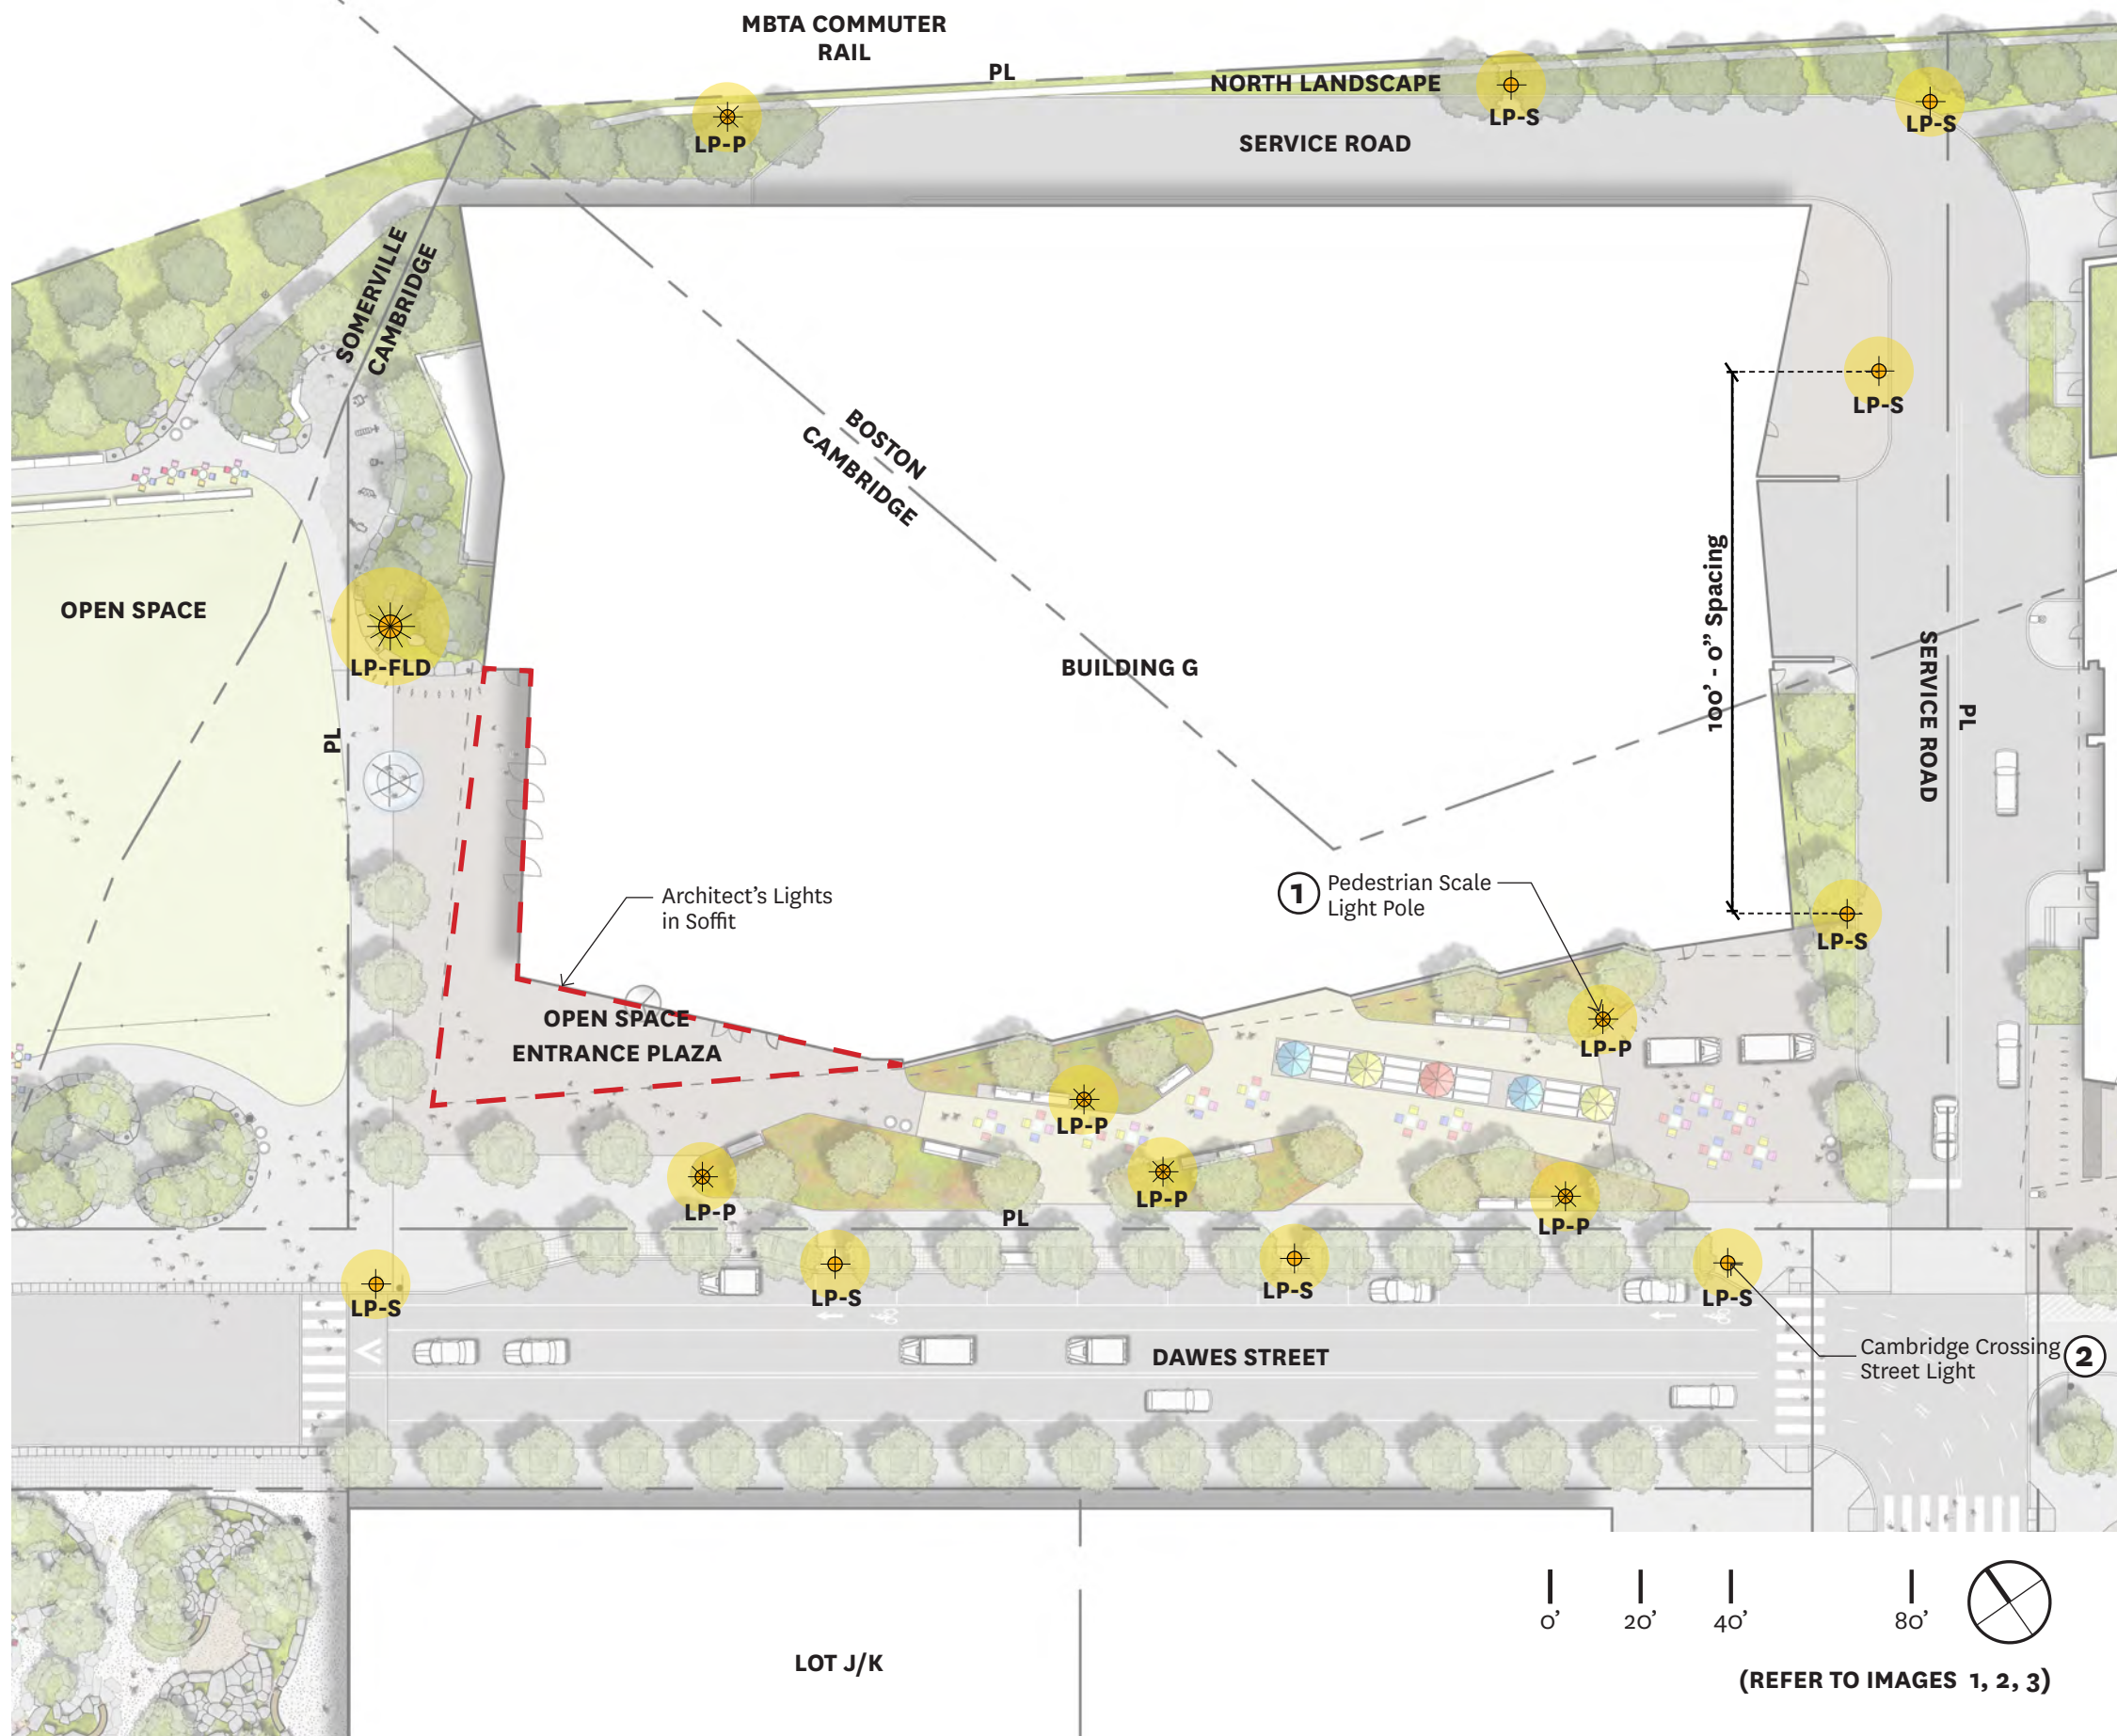 MBTA COMMUTER
RAIL
PL
NORTH LANDSCAPE
LP-P
LP-S
LP-S
SERVICE ROAD
SOMERVILLE
CAMBRIDGE
LP-S
BOSTON
CAMBRIDGE
100’ - 0” Spacing
OPEN SPACE
LP-FLD
BUILDING G
SERVICE ROAD
PL
PL
Architect’s Lights
in Soffit
1
Pedestrian Scale
Light Pole
LP-S
OPEN SPACE
ENTRANCE PLAZA
LP-P
LP-P
LP-P
LP-P
LP-P
PL
LP-S
LP-S
LP-S
LP-S
DAWES STREET
Cambridge Crossing
Street Light
2
0’ 20’ 40’ 80’
LOT J/K
(REFER TO IMAGES 1, 2, 3)